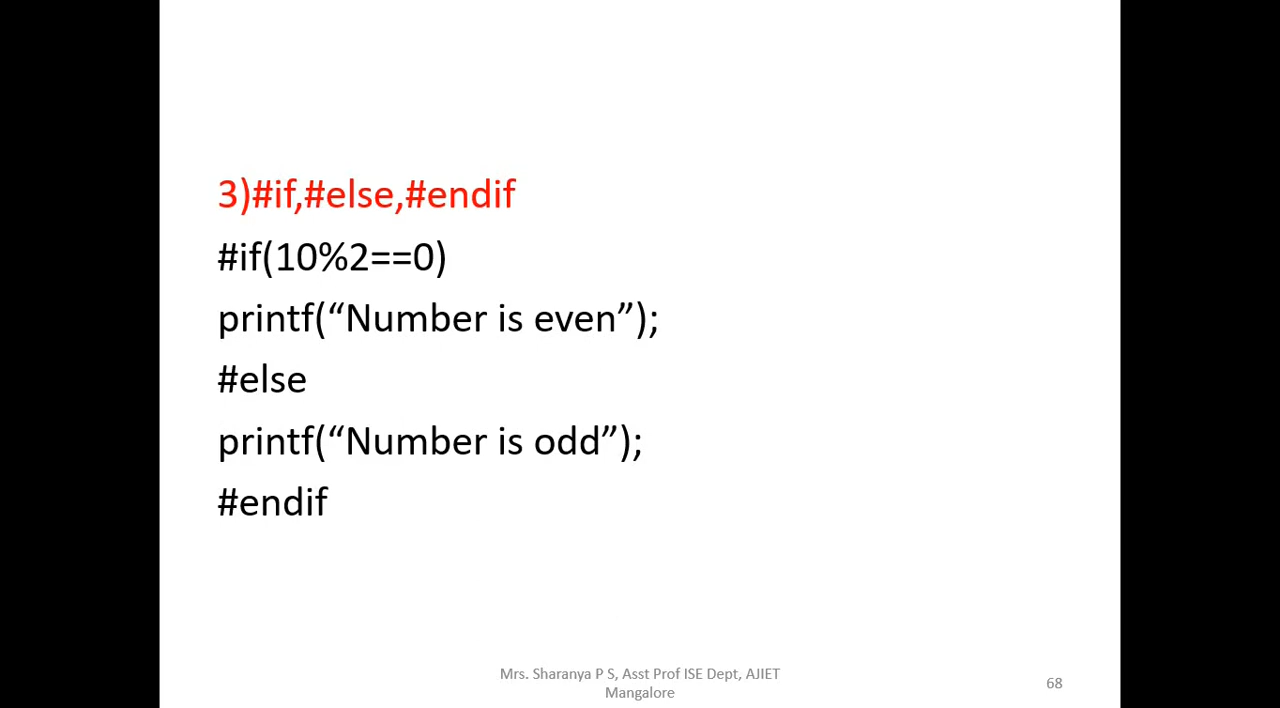 3)#if,#else,#endif
#if(10%2==0)
printf(“Number is even”);
#else
printf(“Number is odd”);
#endif
Mrs. Sharanya P S, Asst Prof ISE Dept, AJIET
Mangalore
68